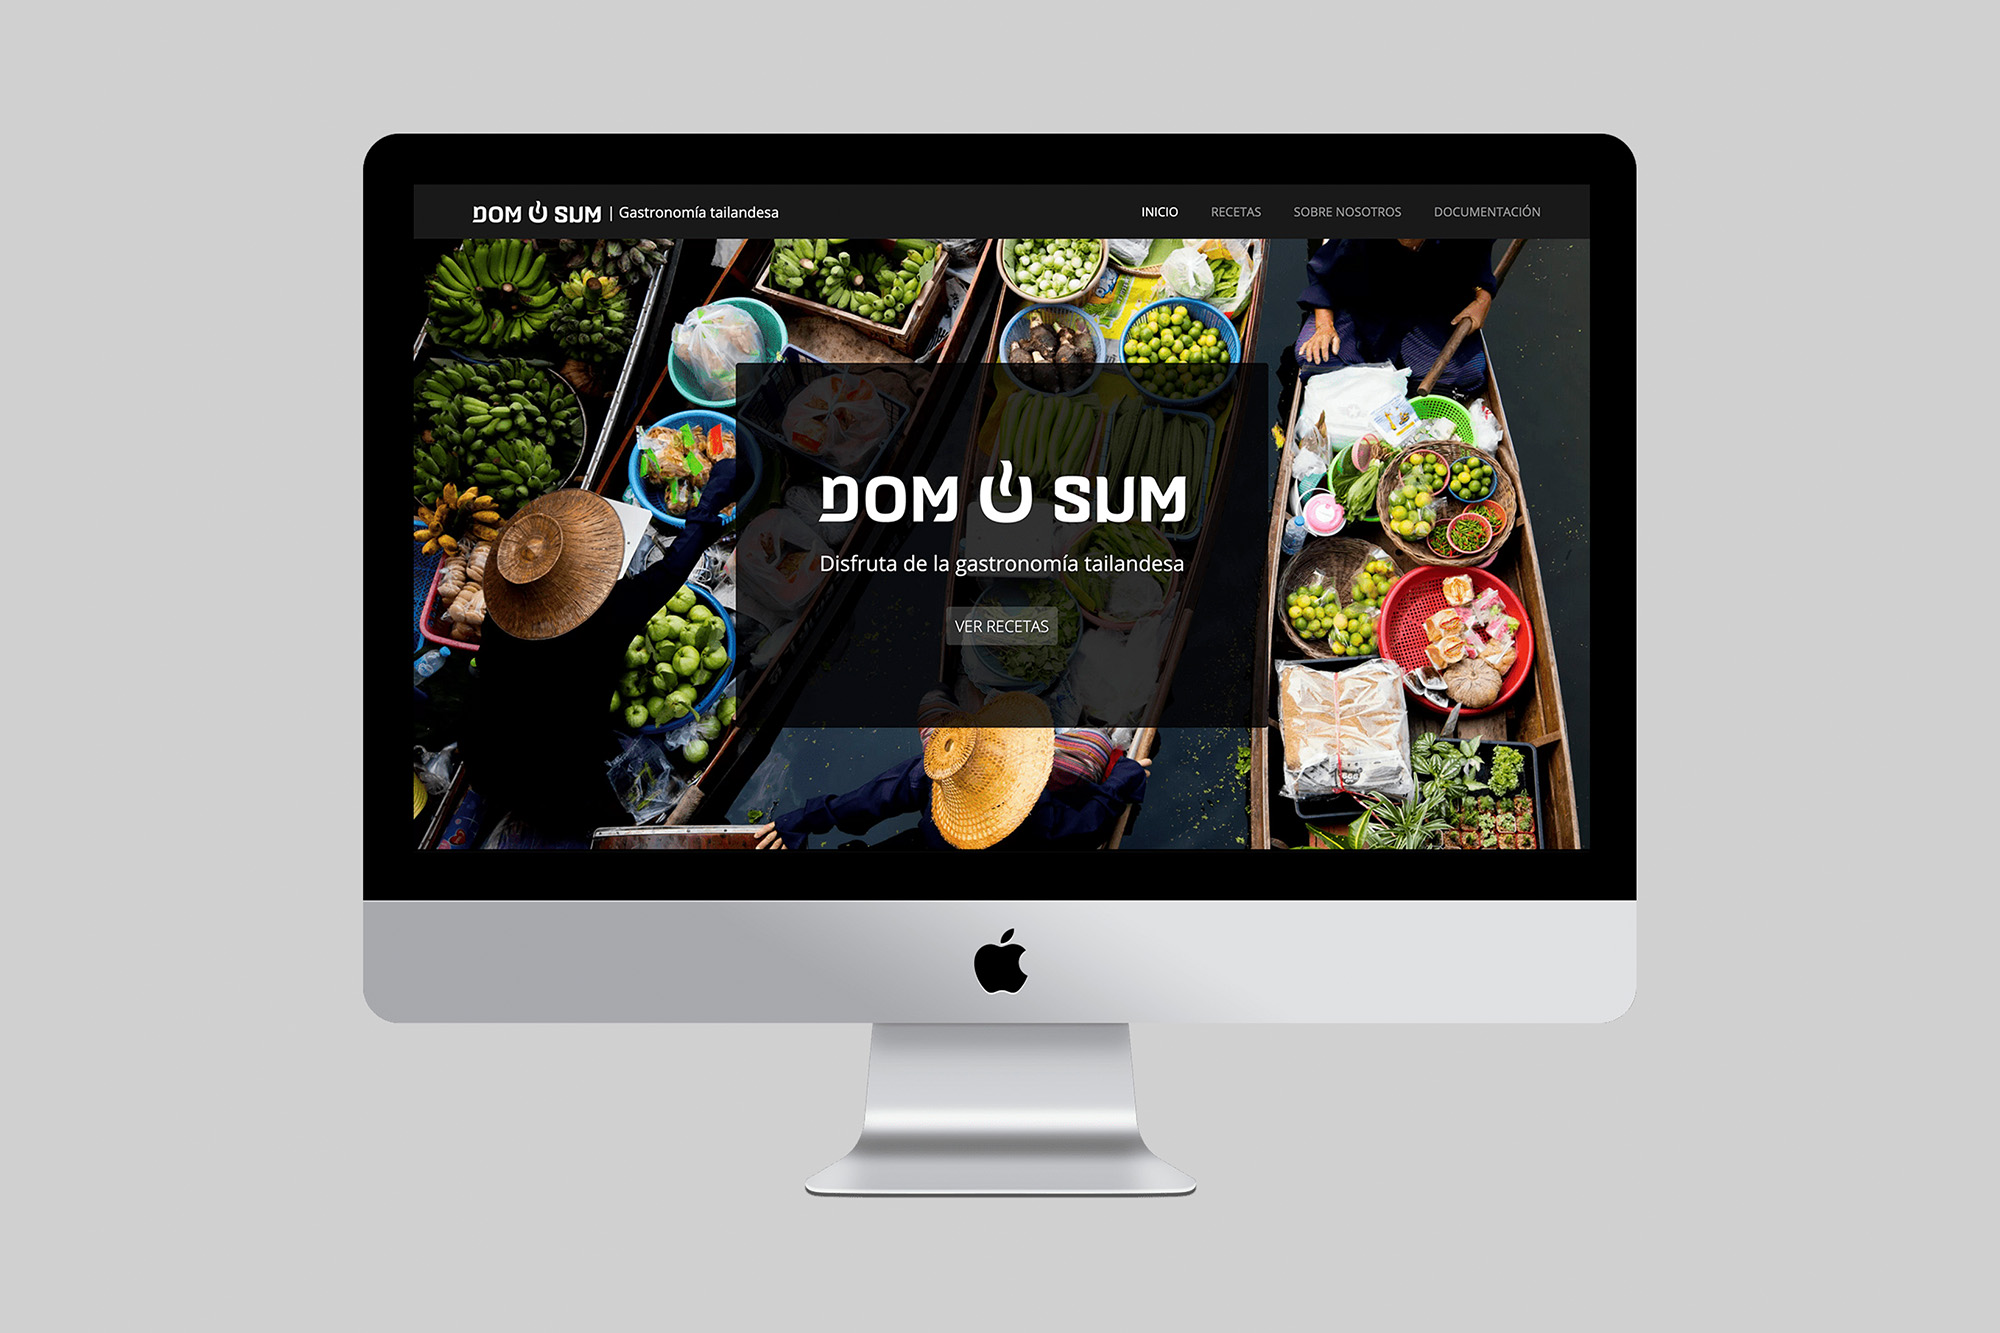 DOM SUM | Gastronomía tailandesa
INICIO RECETAS SOBRE NOSOTROS DOCUMENTACIÓN
DOM SUM
Disfruta de la gastronomía tailandesa
VER RECETAS